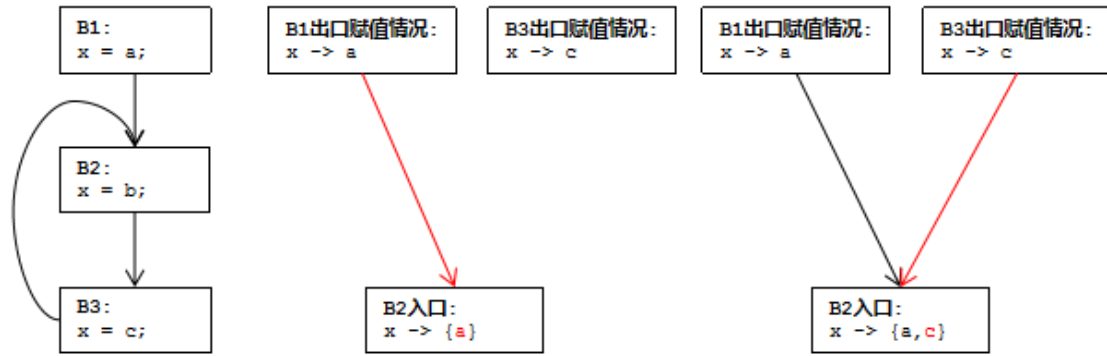 B1:
x = a;
B2:
x = b;
B3:
x = c;
B1出口赋值情况:
x -> a
B3出口赋值情况:
x -> c
B2入口:
x -> {a}
B1出口赋值情况:
x -> a
B3出口赋值情况:
x -> c
B2入口:
x -> {a,c}